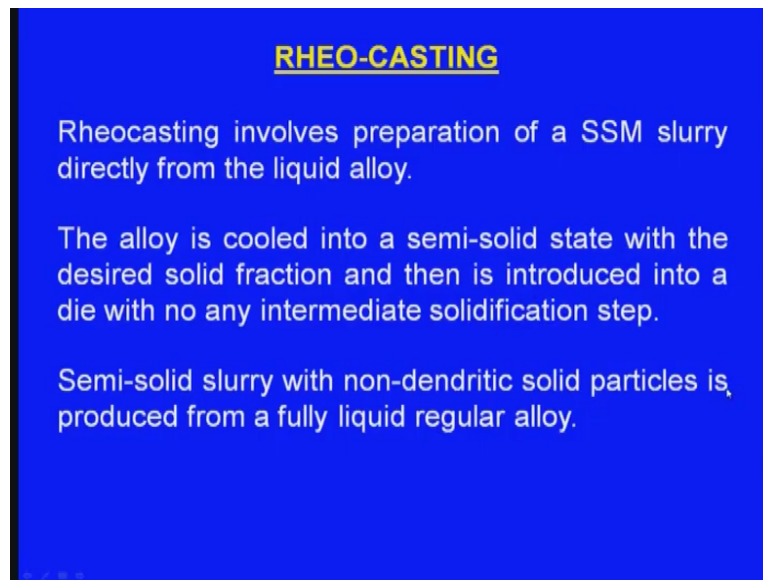 RHEO-CASTING
Rheocasting involves preparation of a SSM slurry
directly from the liquid alloy.
The alloy is cooled into a semi-solid state with the
desired solid fraction and then is introduced into a
die with no any intermediate solidification step.
Semi-solid slurry with non-dendritic solid particles is
produced from a fully liquid regular alloy.